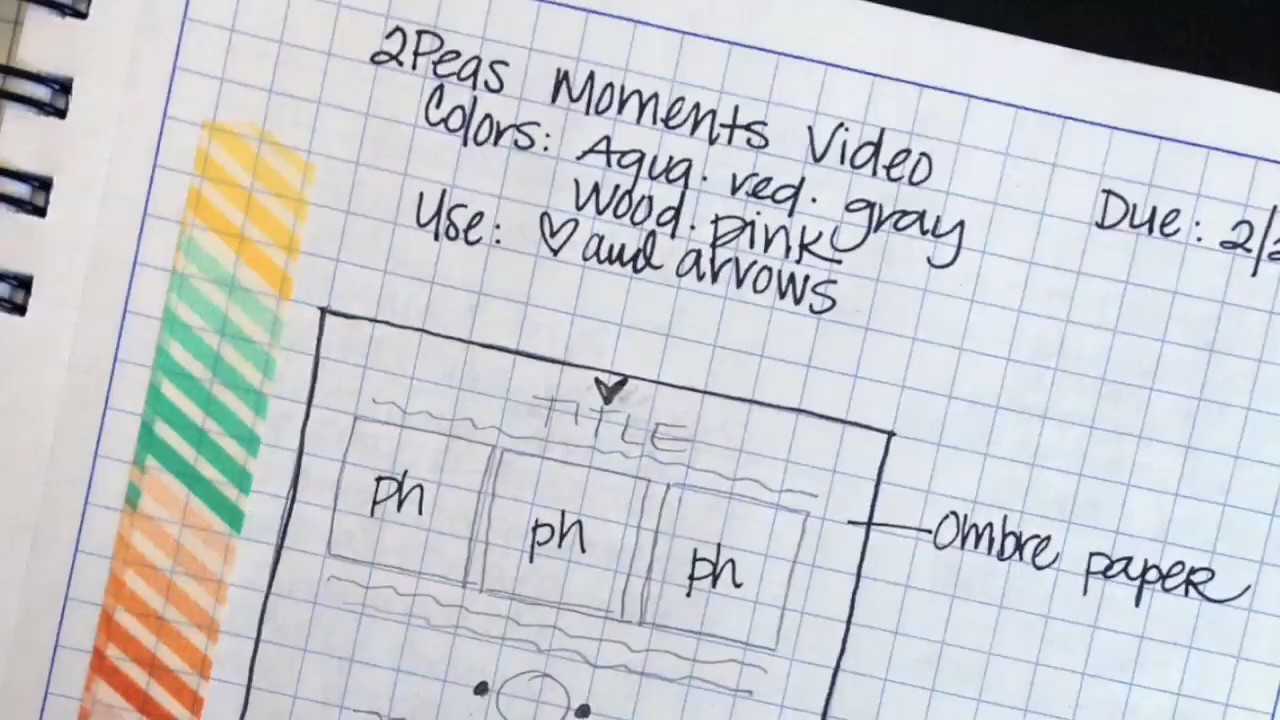 2Peas Moments Video
Colors: Aqua. red. gray
wood. pink
Due: 2/
Use: ♡ and arrows
TITLE
ph
ph
ph
Ombre paper